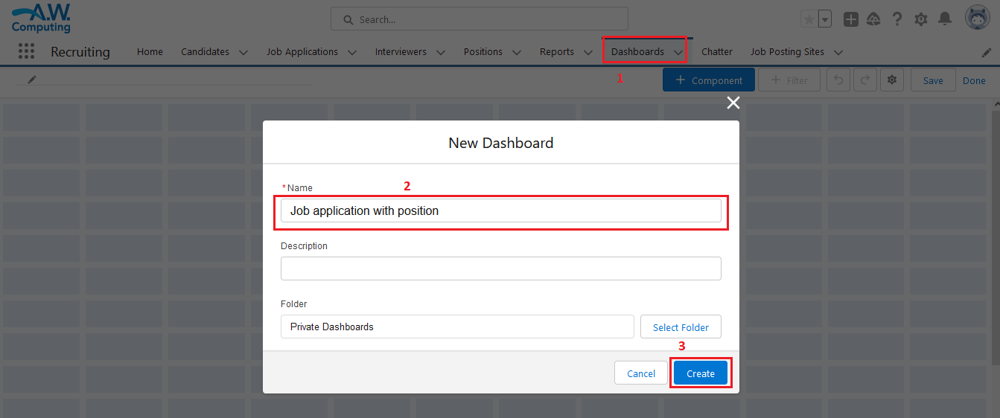 A.W.
Computing
Search...
Recruiting
Home
Candidates
Job Applications
Interviewers
Positions
Reports
Dashboards
Chatter
Job Posting Sites
1
+ Component
+ Filter
Save
Done
New Dashboard
2
* Name
Job application with position
Description
Folder
Private Dashboards
Select Folder
3
Cancel
Create